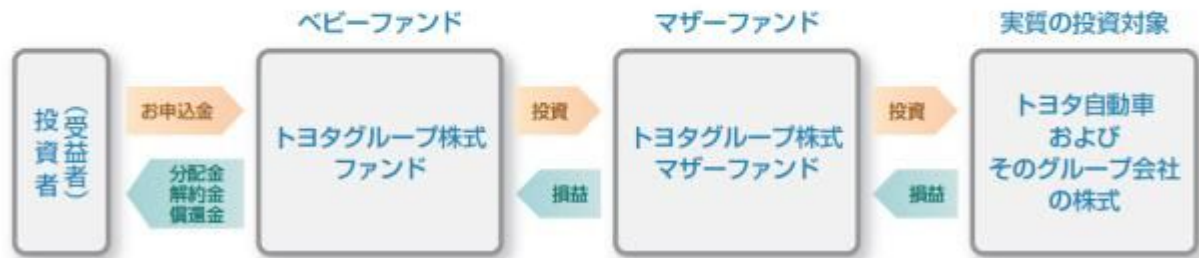 ベビーファンド
マザーファンド
実質の投資対象
投資者
(受益者)
お申込金
分配金
解約金
償還金
トヨタグループ株式
ファンド
投資
損益
トヨタグループ株式
マザーファンド
投資
損益
トヨタ自動車
および
そのグループ会社
の株式